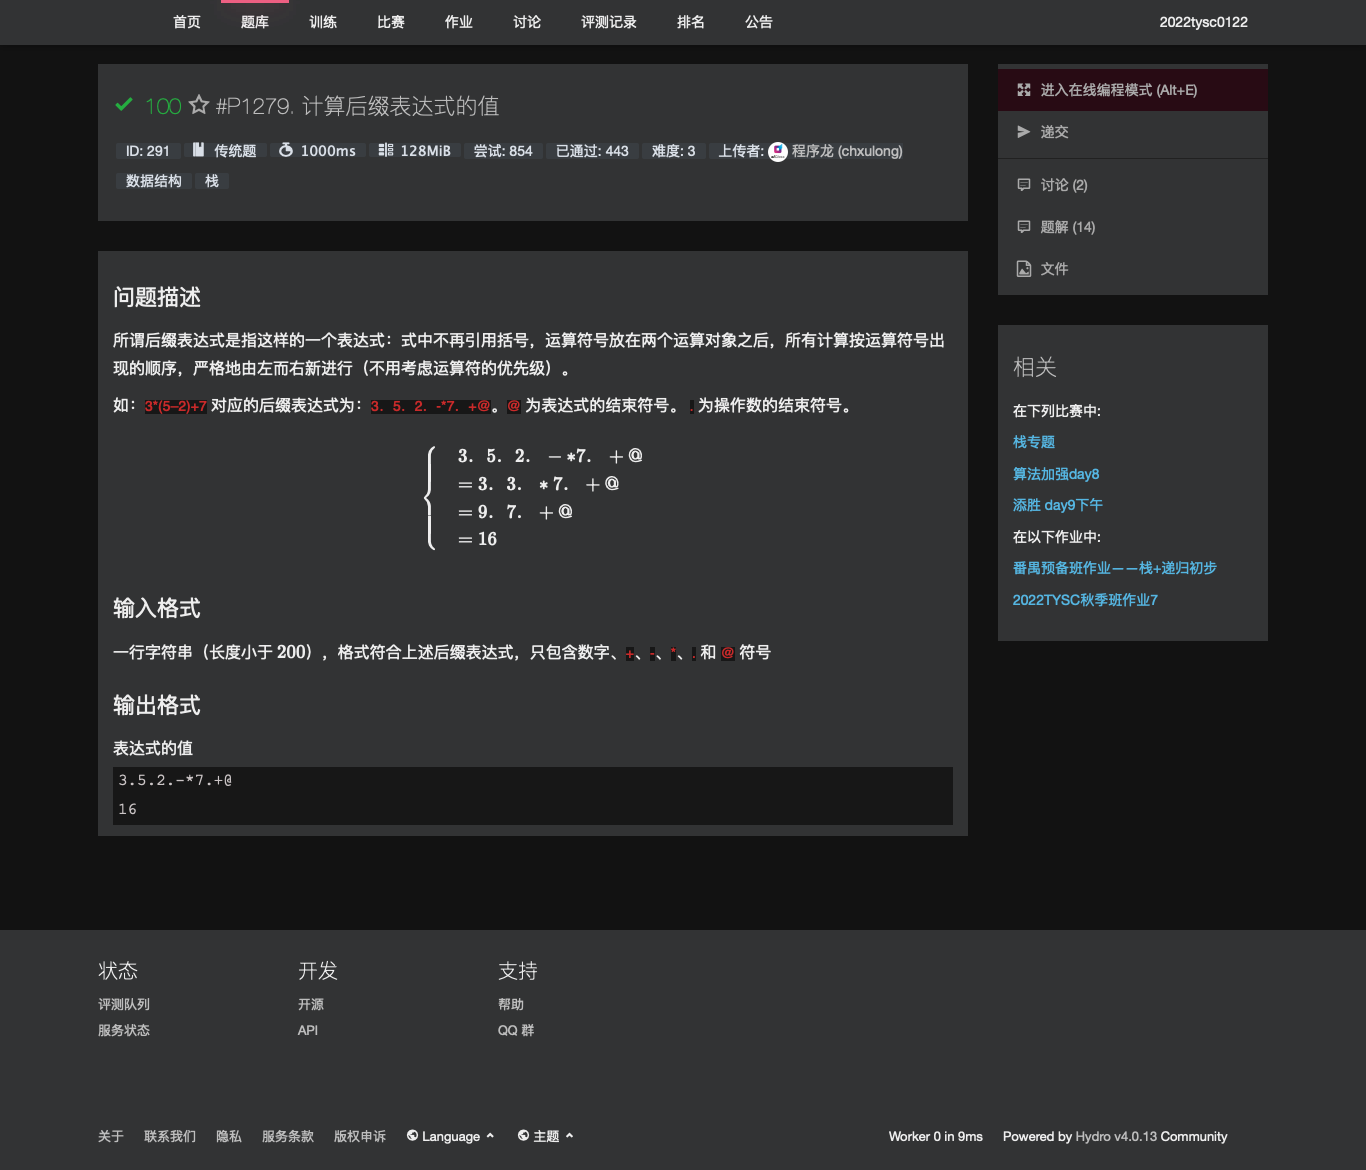 首页 题库 训练 比赛 作业 讨论 评测记录 排名 公告 2022tysc0122
100 #P1279. 计算后缀表达式的值
ID: 291 传统题 1000ms 128MiB 尝试: 854 已通过: 443 难度: 3 上传者: 程序龙 (chxulong)
数据结构 栈
问题描述
所谓后缀表达式是指这样的一个表达式：式中不再引用括号，运算符号放在两个运算对象之后，所有计算按运算符号出
现的顺序，严格地由左而右新进行（不用考虑运算符的优先级）。
如：3*(5–2)+7 对应的后缀表达式为：3. 5. 2. -*7. +@。@ 为表达式的结束符号。 . 为操作数的结束符号。
3. 5. 2. −∗7. +@
= 3. 3. ∗ 7. +@
= 9. 7. +@
= 16
输入格式
一行字符串（长度小于 200），格式符合上述后缀表达式，只包含数字、+、-、*、. 和 @ 符号
输出格式
表达式的值
3.5.2.-*7.+@
16
进入在线编程模式 (Alt+E)
递交
讨论 (2)
题解 (14)
文件
相关
在下列比赛中:
栈专题
算法加强day8
添胜 day9下午
在以下作业中:
番禺预备班作业——栈+递归初步
2022TYSC秋季班作业7
状态
评测队列
服务状态
开发
开源
API
支持
帮助
QQ 群
关于 联系我们 隐私 服务条款 版权申诉 Language 主题 Worker 0 in 9ms Powered by Hydro v4.0.13 Community